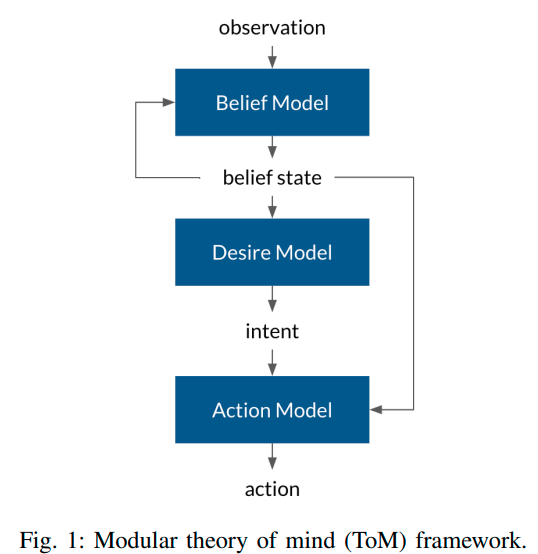 observation
Belief Model
belief state
Desire Model
intent
Action Model
action
Fig. 1: Modular theory of mind (ToM) framework.